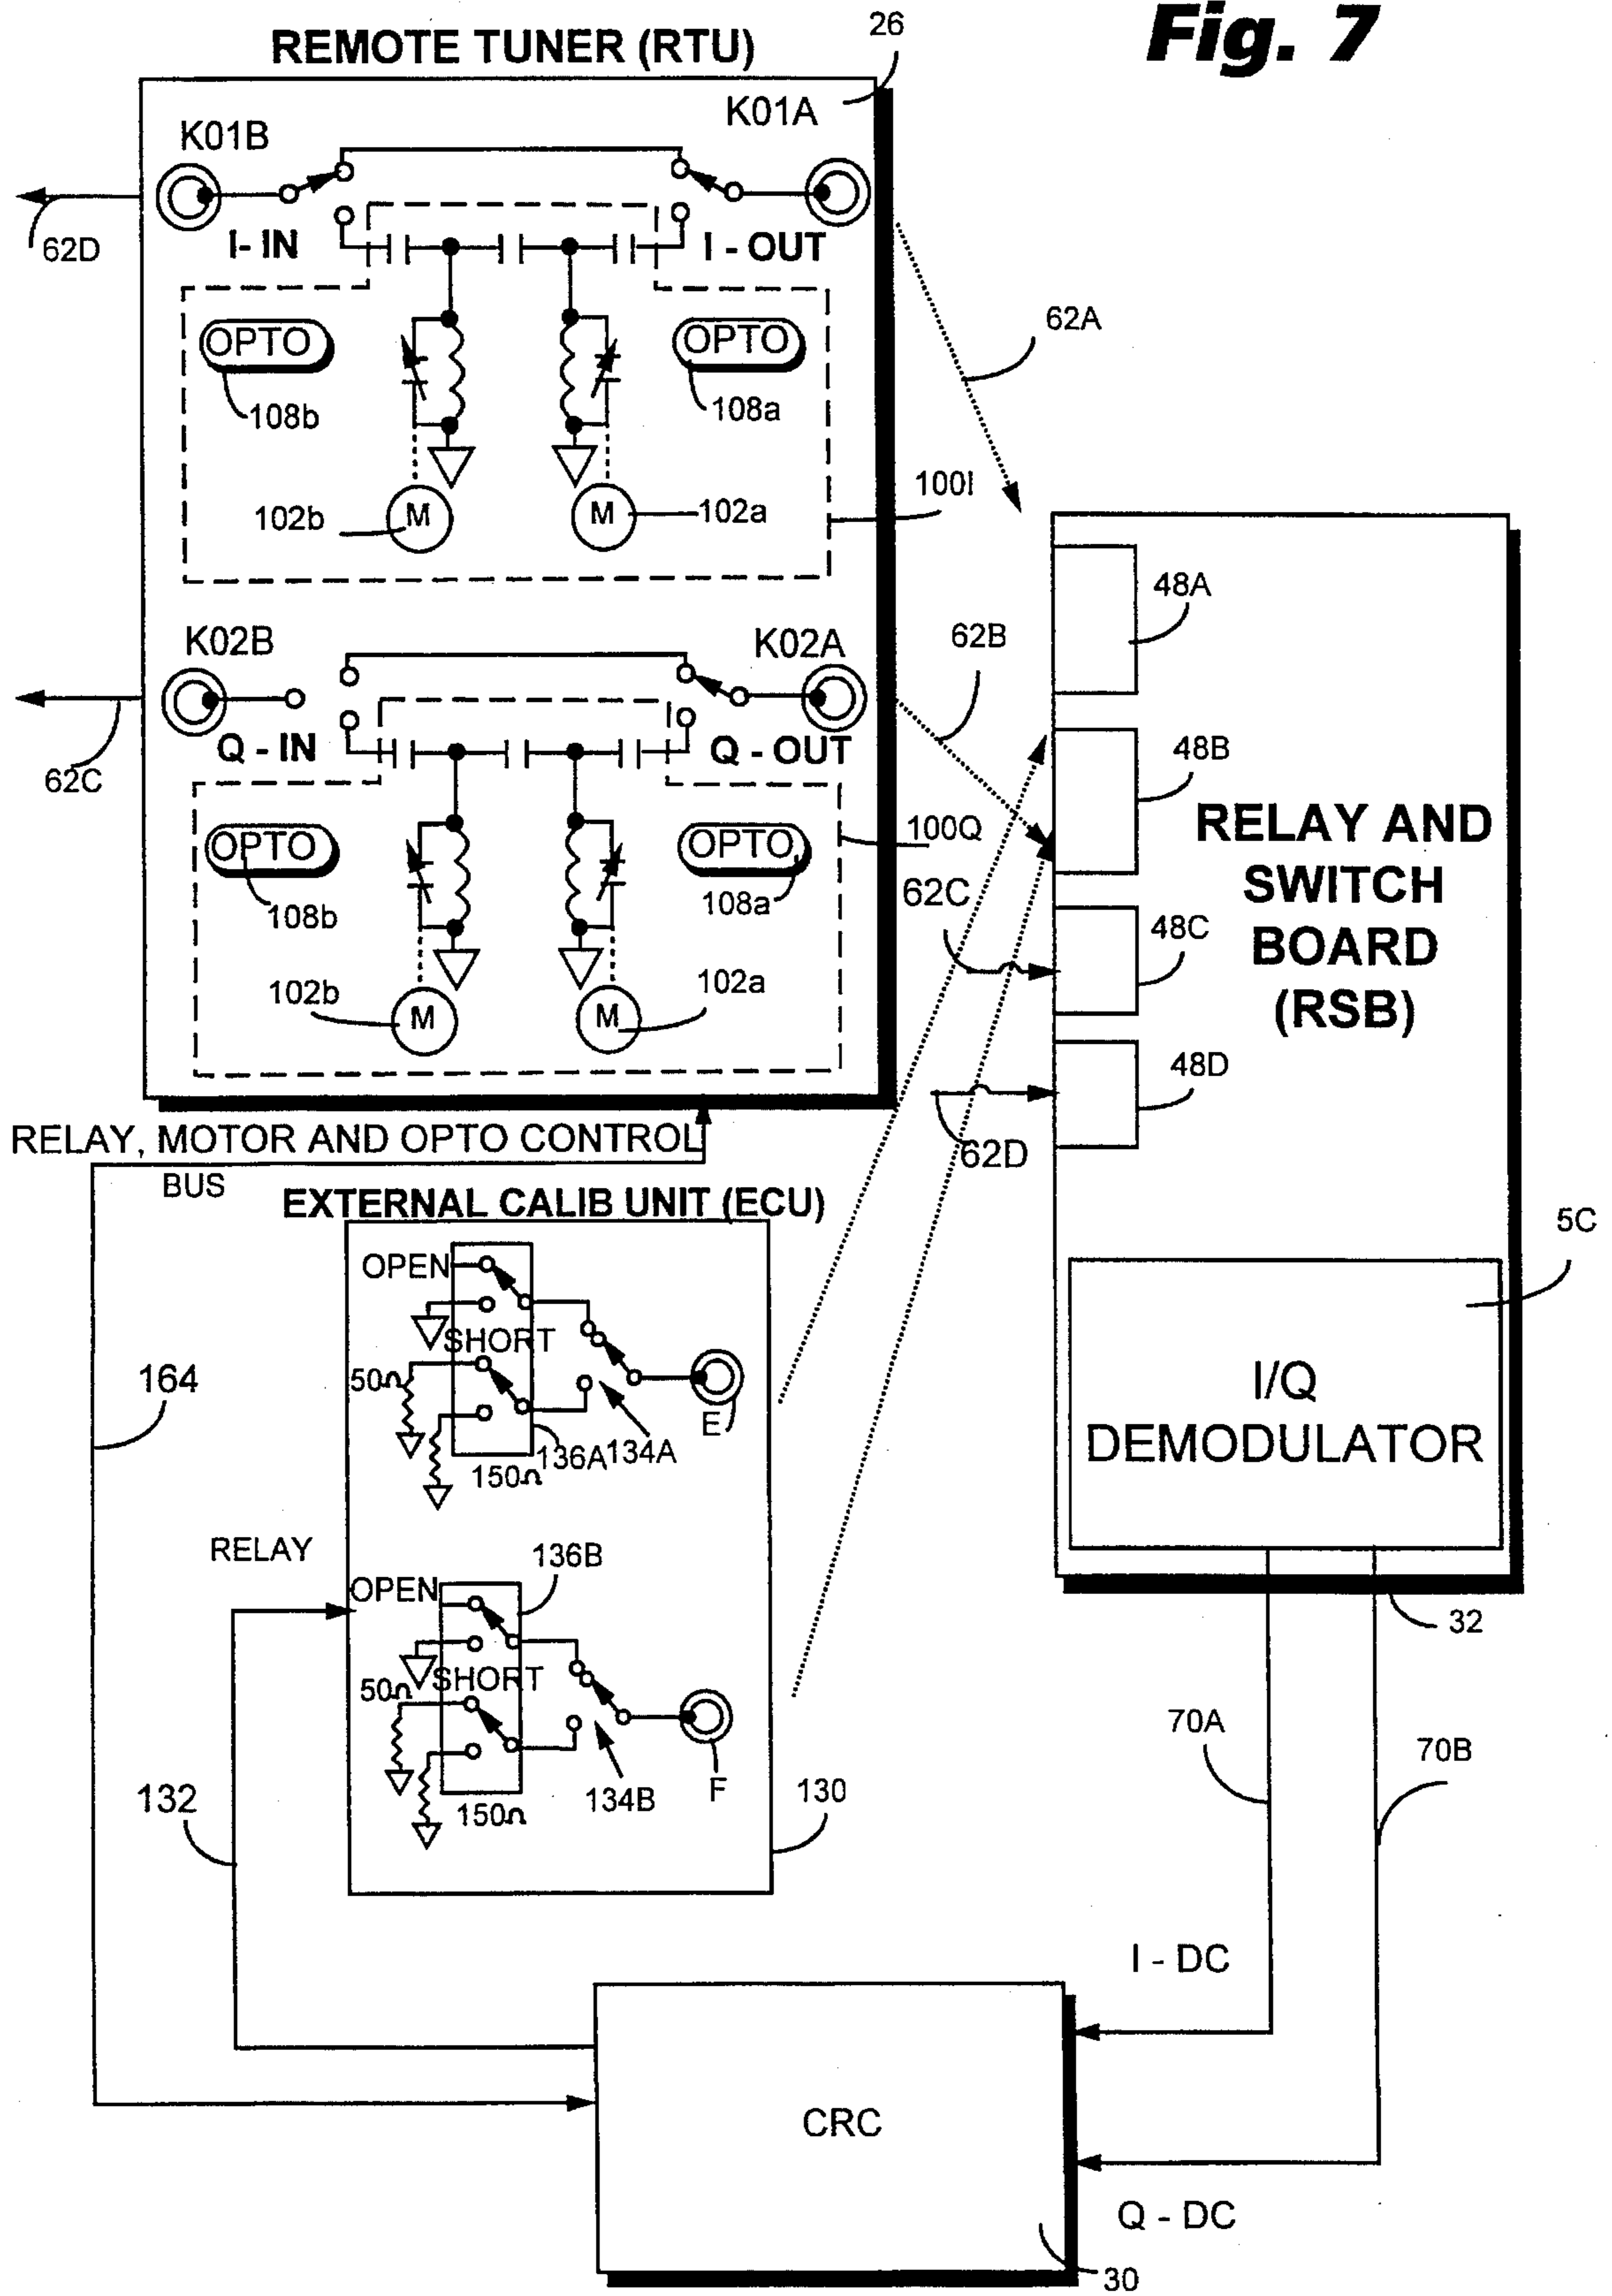 Fig. 7
REMOTE TUNER (RTU)
26
K01B
K01A
62D
I- IN
I - OUT
62A
OPTO
OPTO
108b
108a
100I
102b
M
M
102a
K02B
K02A
62B
62C
Q - IN
Q - OUT
OPTO
OPTO
100Q
108b
108a
62C
102b
M
M
102a
62D
48A
48B
48C
48D
RELAY AND
SWITCH
BOARD
(RSB)
RELAY, MOTOR AND OPTO CONTROL
BUS
5C
I/Q
DEMODULATOR
32
EXTERNAL CALIB UNIT (ECU)
OPEN
SHORT
50Ω
E
136A
134A
150Ω
164
RELAY
136B
OPEN
SHORT
50Ω
F
134B
150Ω
130
132
70A
70B
I - DC
CRC
Q - DC
30